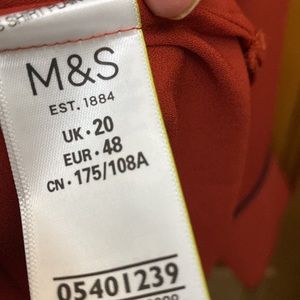 M&S
EST. 1884
UK · 20
EUR · 48
CN · 175/108A
05401239